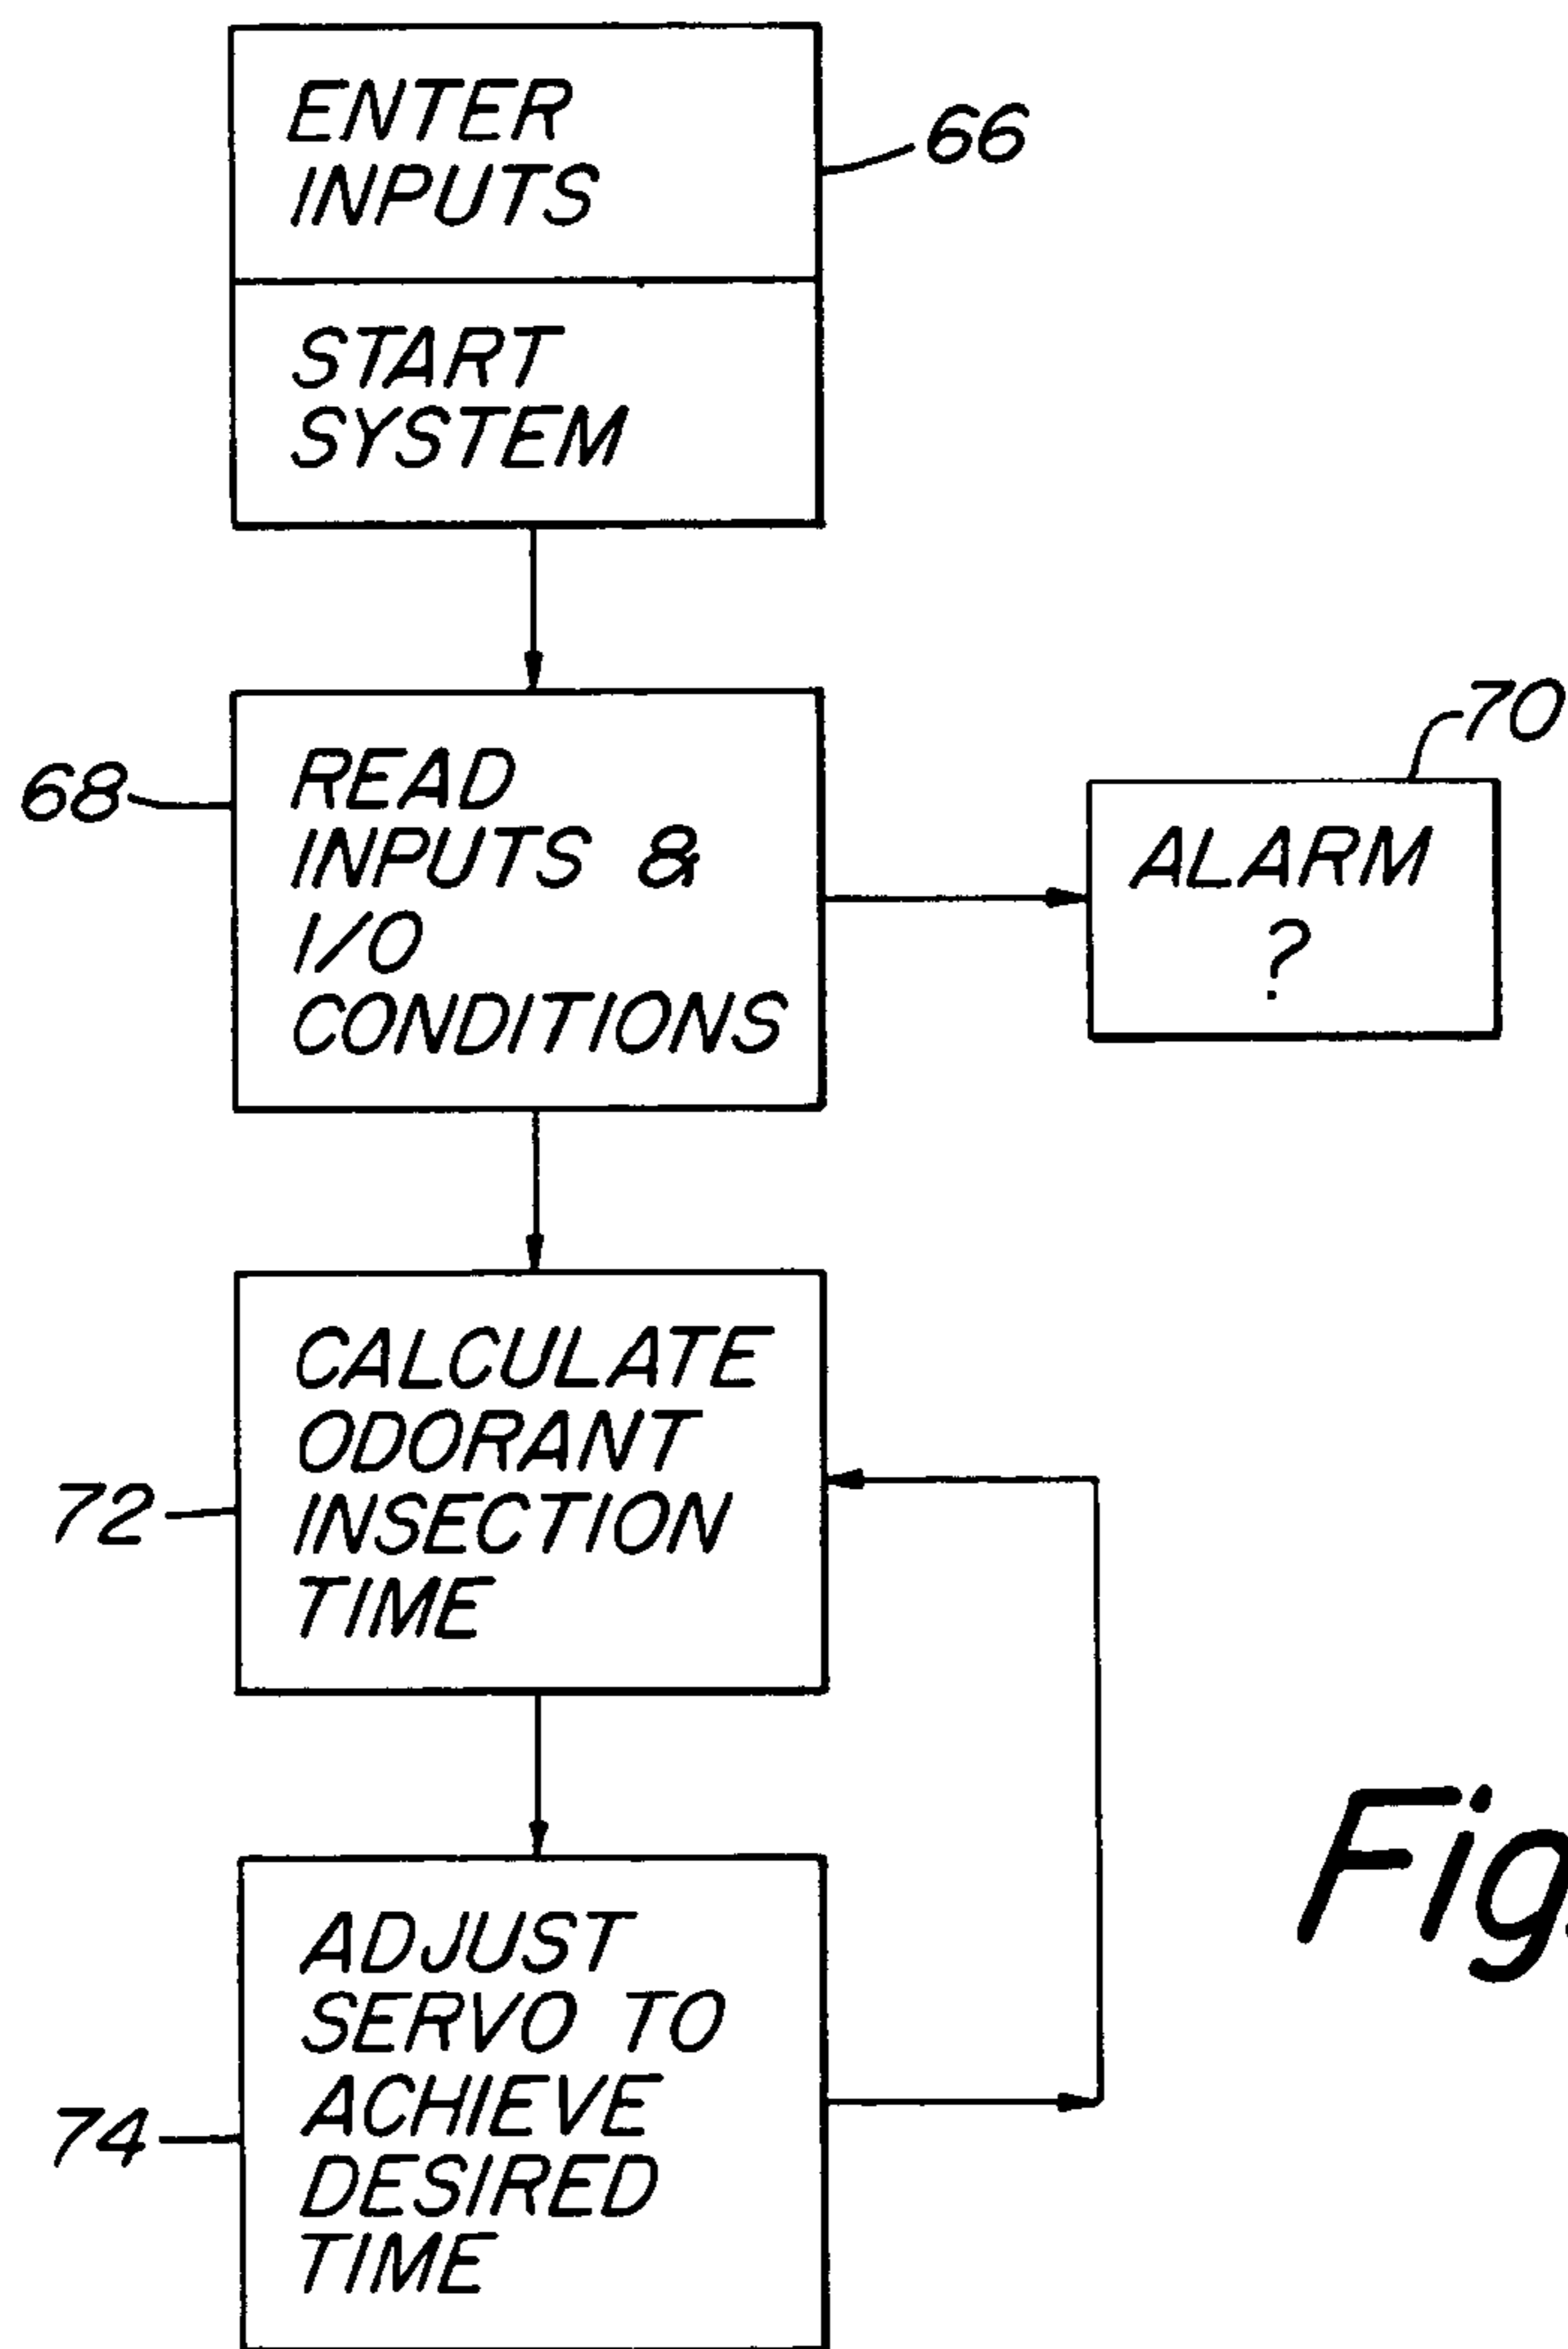 ENTER
INPUTS
66
START
SYSTEM
68
READ
INPUTS &
I/O
CONDITIONS
70
ALARM
?
72
CALCULATE
ODORANT
INSECTION
TIME
74
ADJUST
SERVO TO
ACHIEVE
DESIRED
TIME
Fig